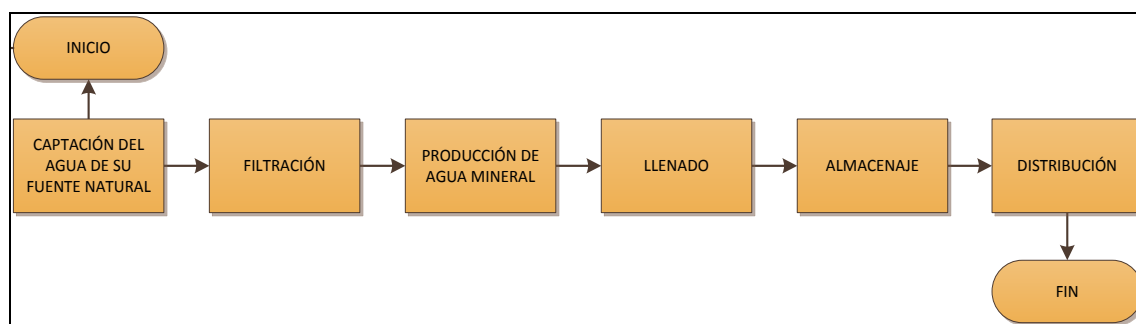 INICIO
CAPTACIÓN DEL
AGUA DE SU
FUENTE NATURAL
FILTRACIÓN
PRODUCCIÓN DE
AGUA MINERAL
LLENADO
ALMACENAJE
DISTRIBUCIÓN
FIN